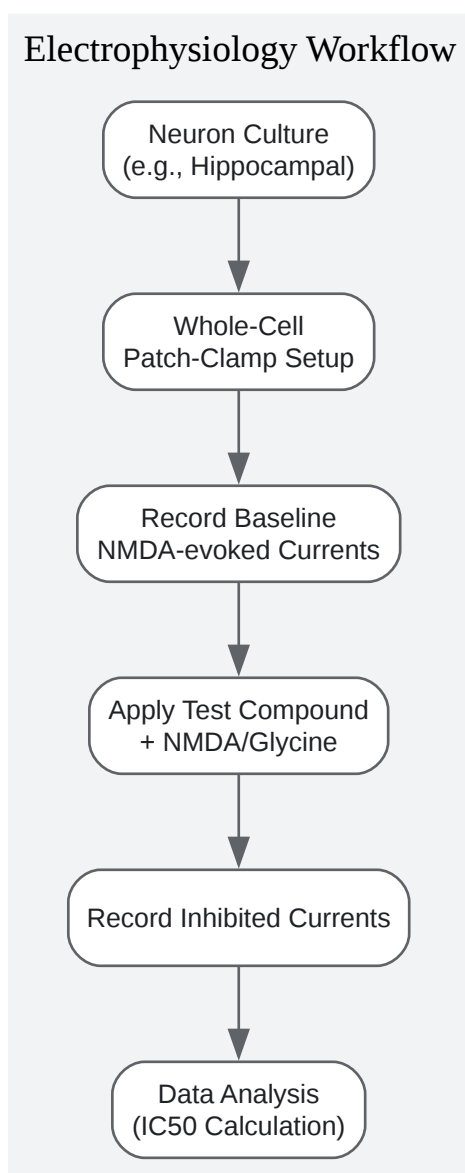 Electrophysiology Workflow
Neuron Culture
(e.g., Hippocampal)
Whole-Cell
Patch-Clamp Setup
Record Baseline
NMDA-evoked Currents
Apply Test Compound
+ NMDA/Glycine
Record Inhibited Currents
Data Analysis
(IC50 Calculation)